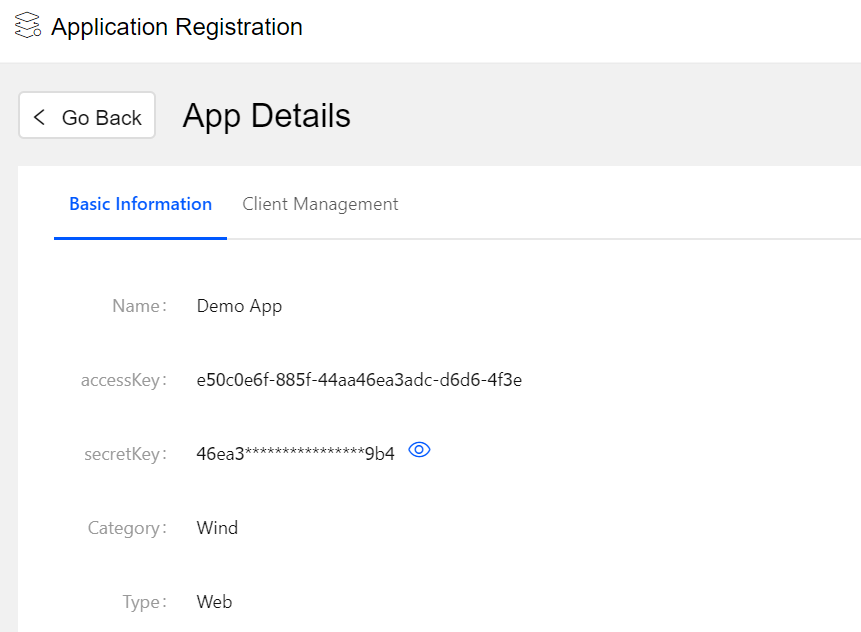 Application Registration
Go Back
App Details
Basic Information Client Management
Name:  Demo App
accessKey:  e50c0e6f-885f-44aa46ea3adc-d6d6-4f3e
secretKey:  46ea3****************9b4
Category:  Wind
Type:  Web